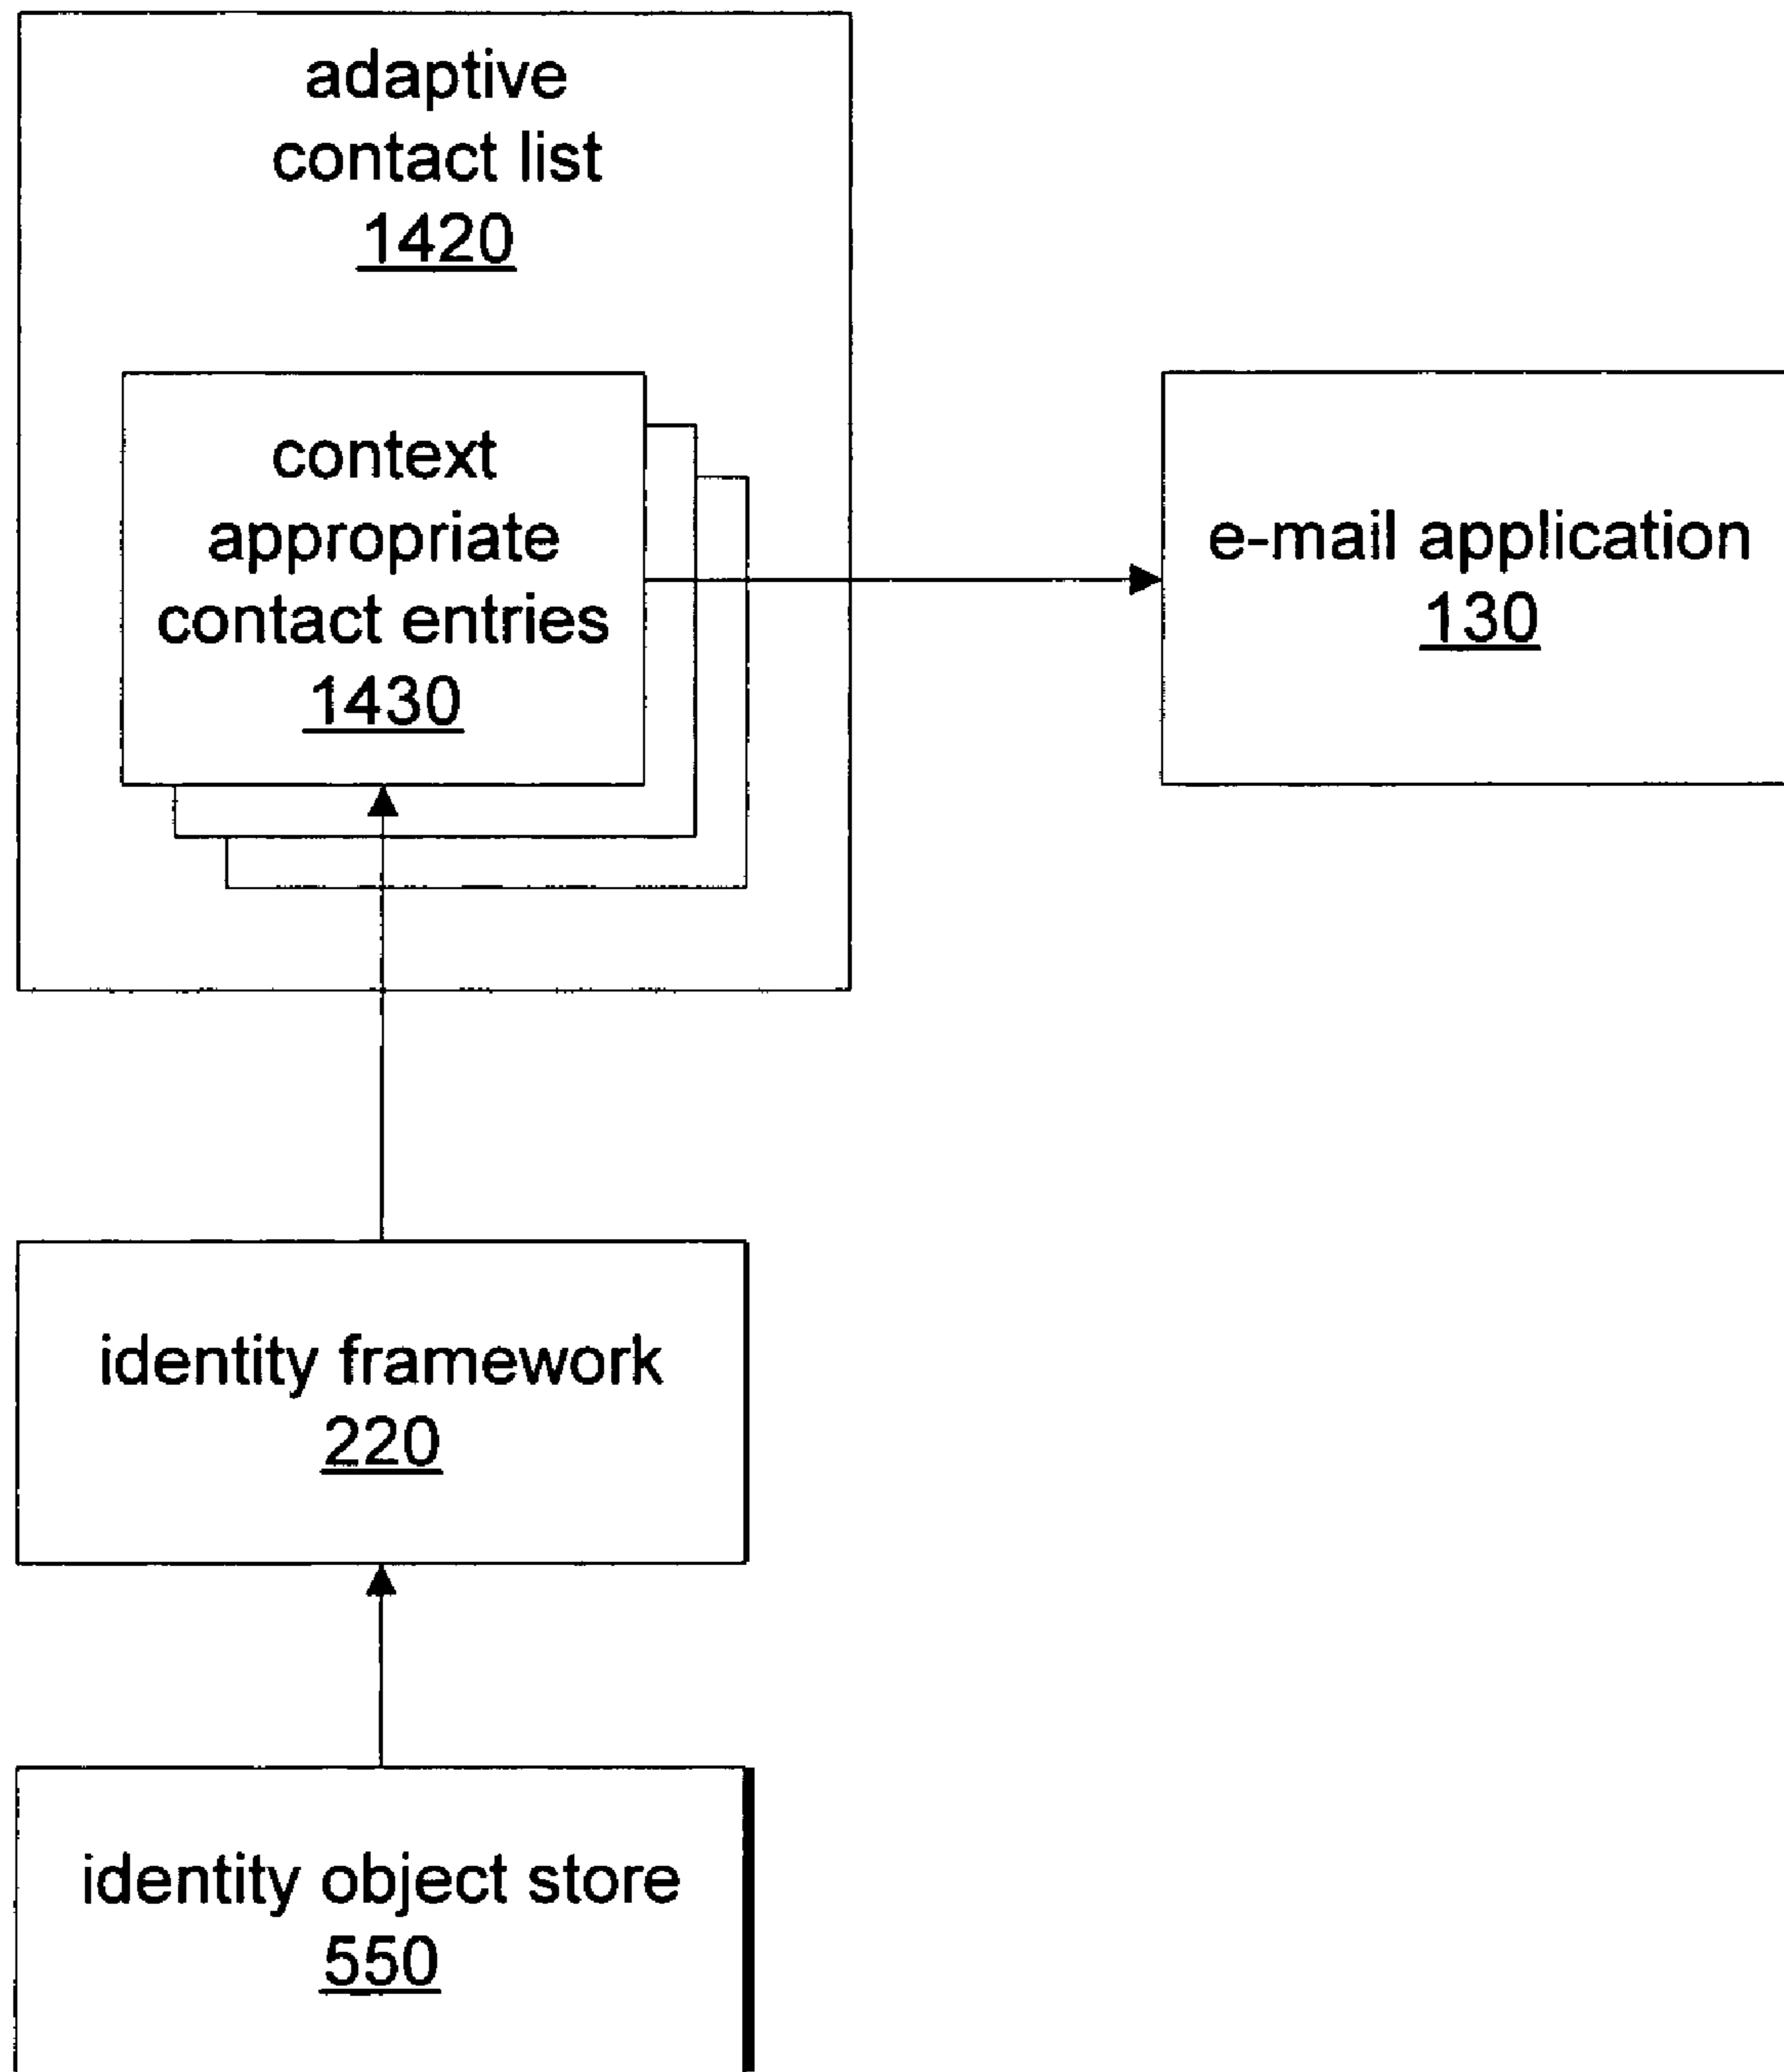 adaptive
contact list
1420
context
appropriate
contact entries
1430
e-mail application
130
identity framework
220
identity object store
550